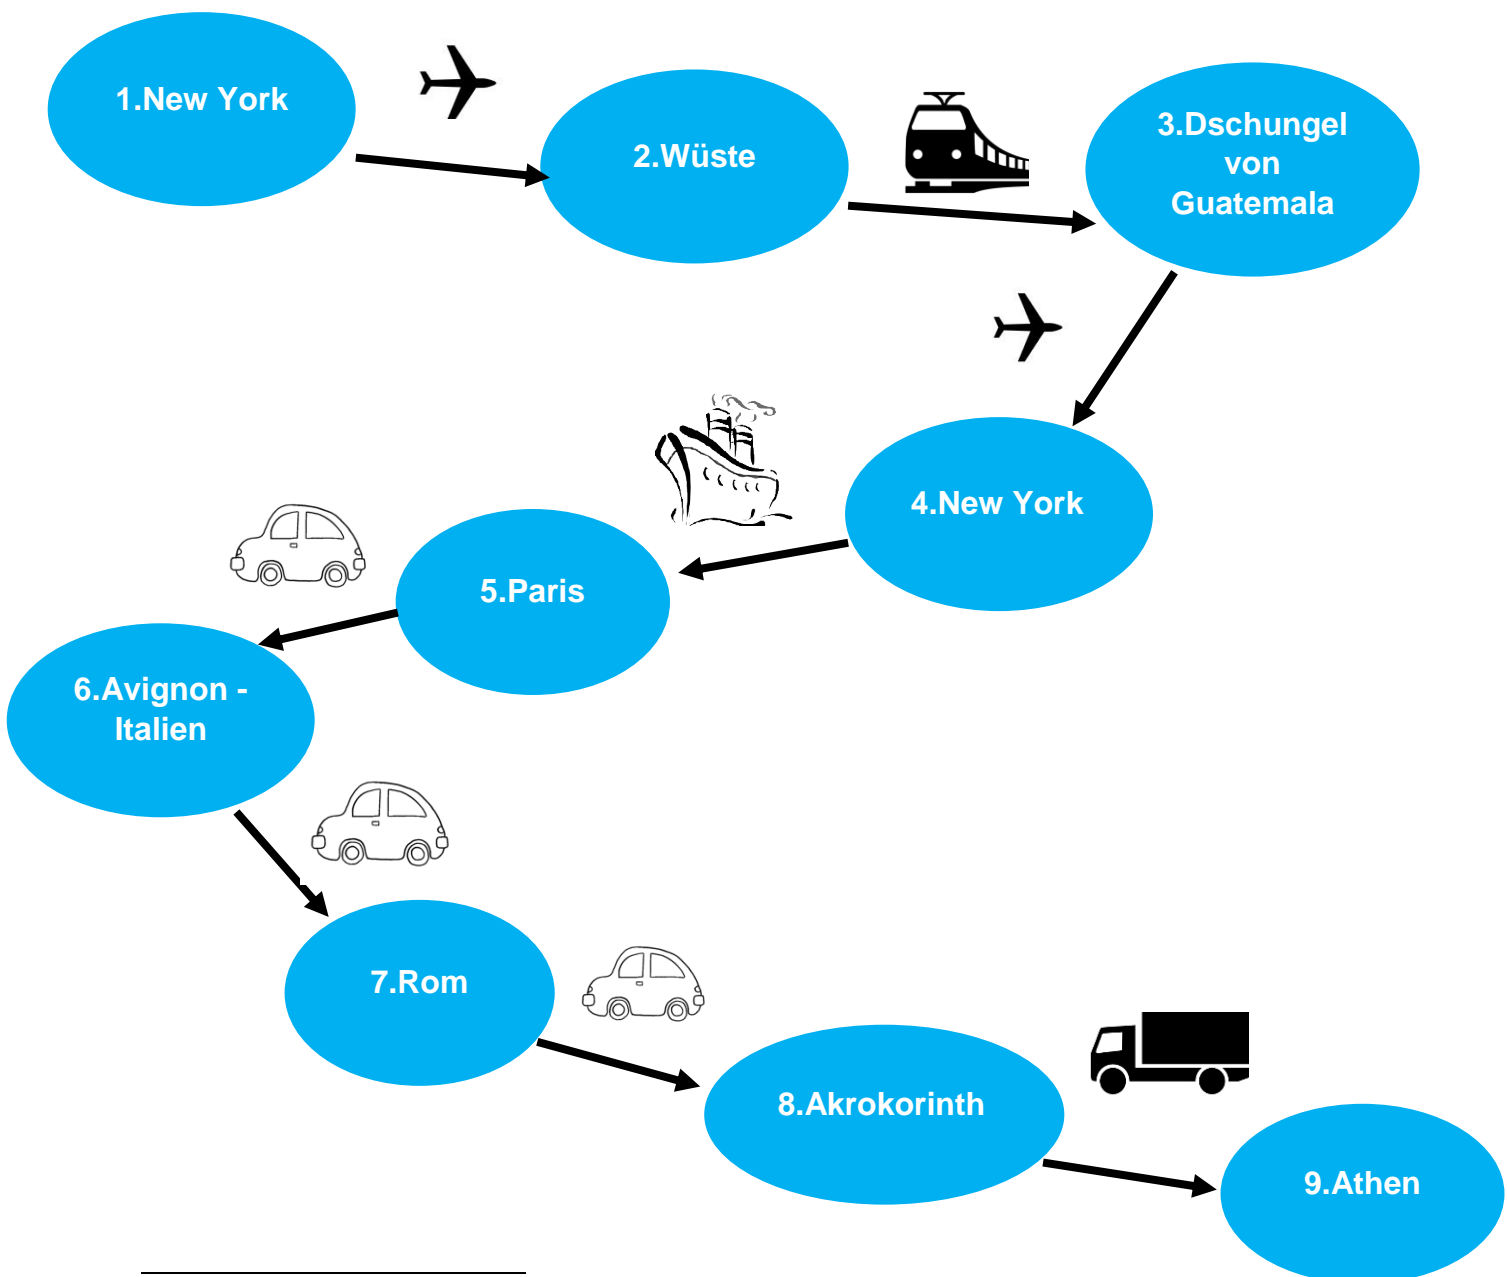 1.New York
2.Wüste
3.Dschungel
von
Guatemala
4.New York
5.Paris
6.Avignon -
Italien
7.Rom
8.Akrokorinth
9.Athen